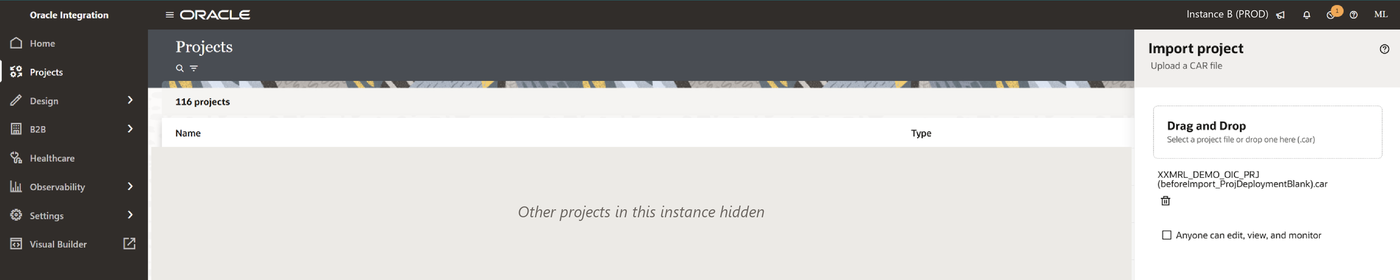 Oracle Integration
ORACLE
Instance B (PROD)
1
ML
Home
Projects
Design
B2B
Healthcare
Observability
Settings
Visual Builder
Projects
116 projects
Name
Type
Other projects in this instance hidden
Import project
Upload a CAR file
Drag and Drop
Select a project file or drop one here (.car)
XXMRL_DEMO_OIC_PRJ
(beforeImport_ProjDeploymentBlank).car
Anyone can edit, view, and monitor